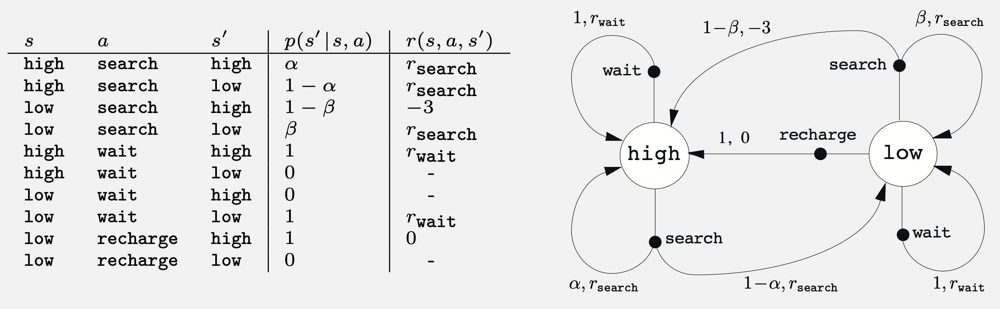 s a s′ p(s′ | s, a) r(s, a, s′)
high search high α r_search
high search low 1 − α r_search
low search high 1 − β −3
low search low β r_search
high wait high 1 r_wait
high wait low 0 -
low wait high 0 -
low wait low 1 r_wait
low recharge high 1 0
low recharge low 0 -
1, r_wait
1−β, −3
β, r_search
wait
search
1, 0
recharge
high
low
search
wait
α, r_search
1−α, r_search
1, r_wait